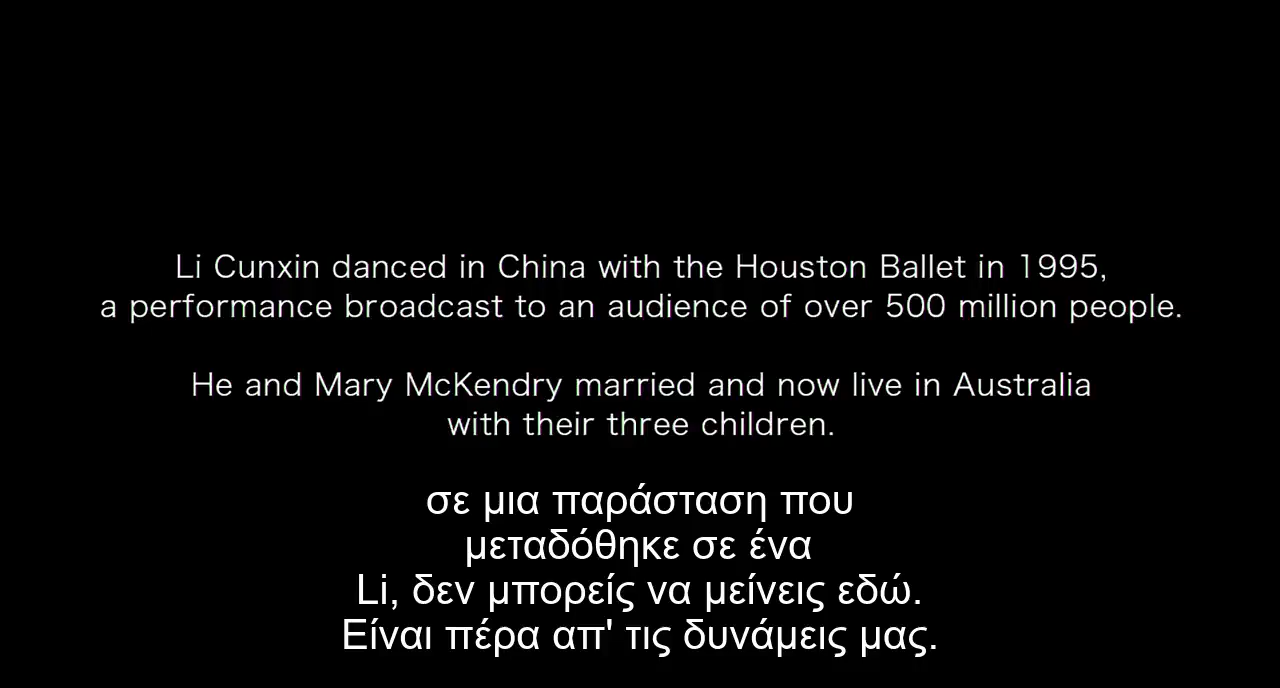 Li Cunxin danced in China with the Houston Ballet in 1995,
a performance broadcast to an audience of over 500 million people.
He and Mary McKendry married and now live in Australia
with their three children.
σε μια παράσταση που
μεταδόθηκε σε ένα
Li, δεν μπορείς να μείνεις εδώ.
Είναι πέρα απ' τις δυνάμεις μας.